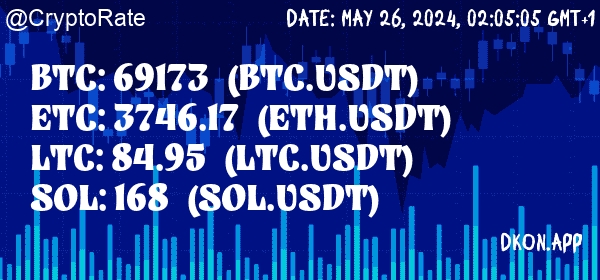 @CryptoRate
DATE: MAY 26, 2024, 02:05:05 GMT+1
BTC: 69173 (BTC.USDT)
ETC: 3746.17 (ETH.USDT)
LTC: 84.95 (LTC.USDT)
SOL: 168 (SOL.USDT)
DKON.APP